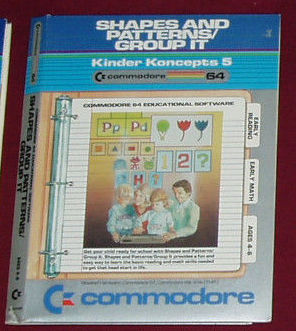 SHAPES AND
PATTERNS/
GROUP IT
Kinder Koncepts 5
commodore 64
64
SHAPES AND PATTERNS/
GROUP IT
COMMODORE 64 EDUCATIONAL SOFTWARE
Pp Pd
1 2 ?
EARLY
READING
EARLY MATH
AGES 4-6
Get your child ready for school with Shapes and Patterns/
Group It. Shapes and Patterns/Group It provides a fun and
easy way to learn the basic reading and math skills needed
to get that head start in life.
commodore